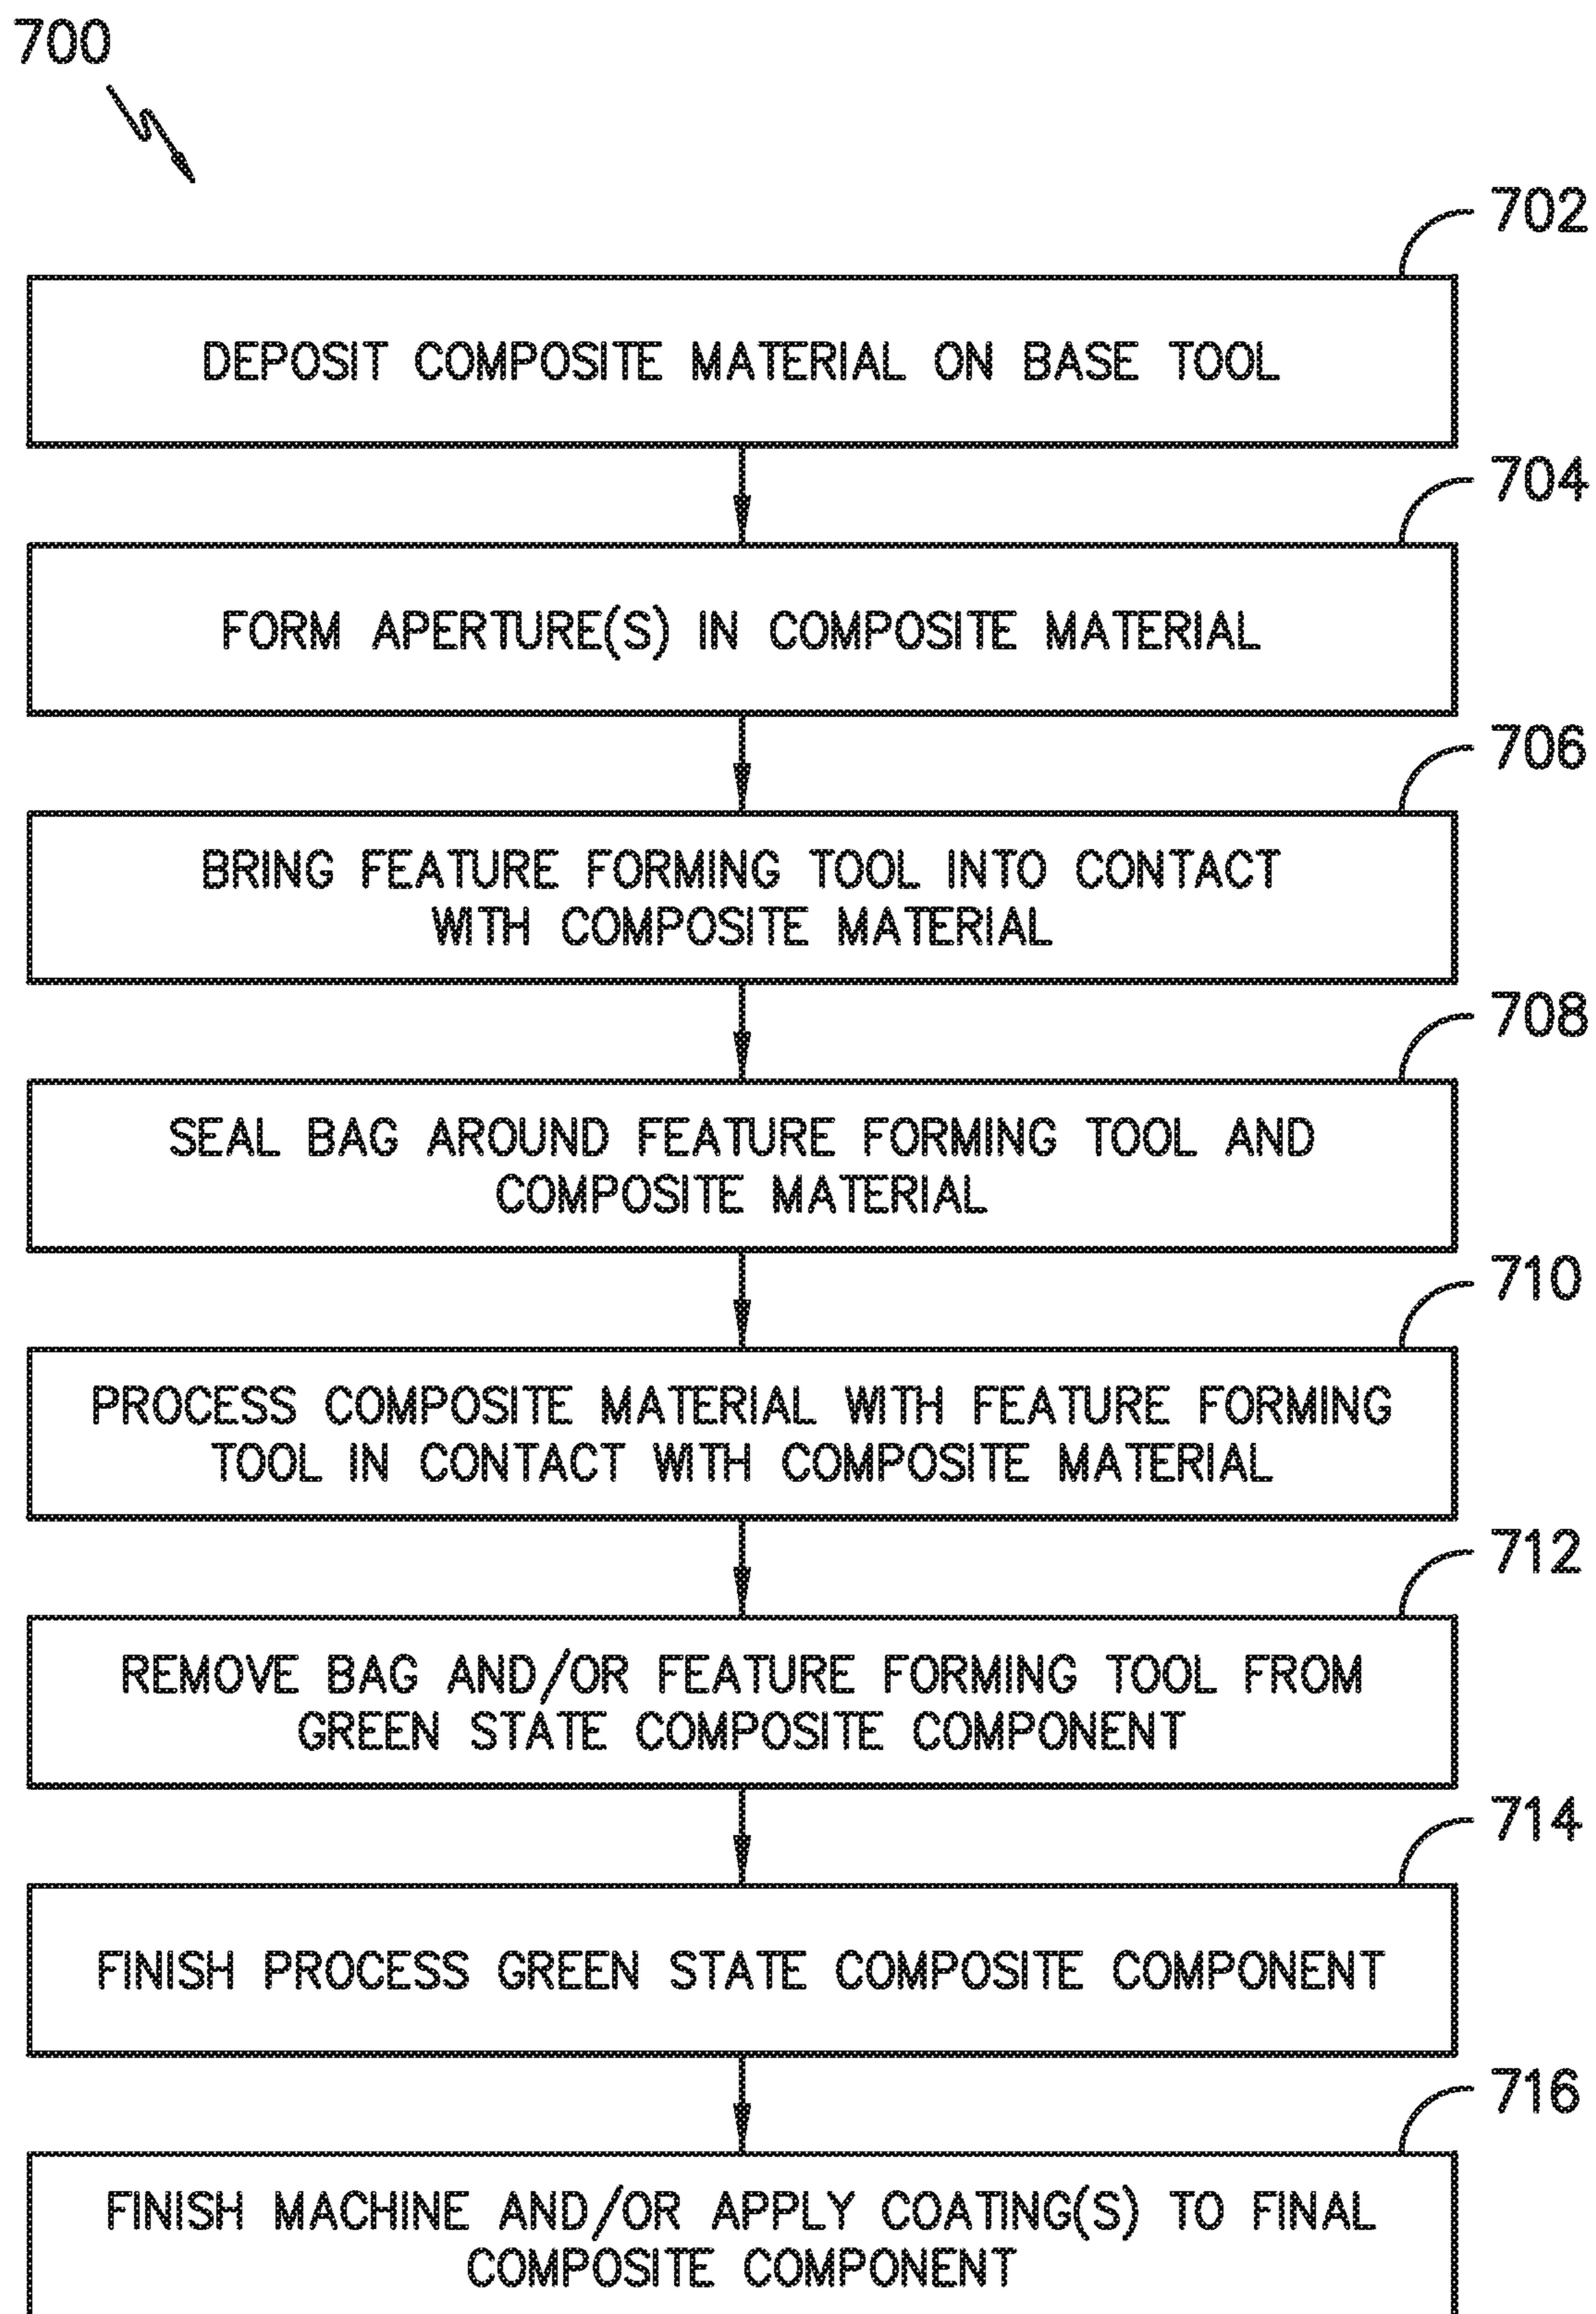 700
702
DEPOSIT COMPOSITE MATERIAL ON BASE TOOL
704
FORM APERTURE(S) IN COMPOSITE MATERIAL
706
BRING FEATURE FORMING TOOL INTO CONTACT
WITH COMPOSITE MATERIAL
708
SEAL BAG AROUND FEATURE FORMING TOOL AND
COMPOSITE MATERIAL
710
PROCESS COMPOSITE MATERIAL WITH FEATURE FORMING
TOOL IN CONTACT WITH COMPOSITE MATERIAL
712
REMOVE BAG AND/OR FEATURE FORMING TOOL FROM
GREEN STATE COMPOSITE COMPONENT
714
FINISH PROCESS GREEN STATE COMPOSITE COMPONENT
716
FINISH MACHINE AND/OR APPLY COATING(S) TO FINAL
COMPOSITE COMPONENT